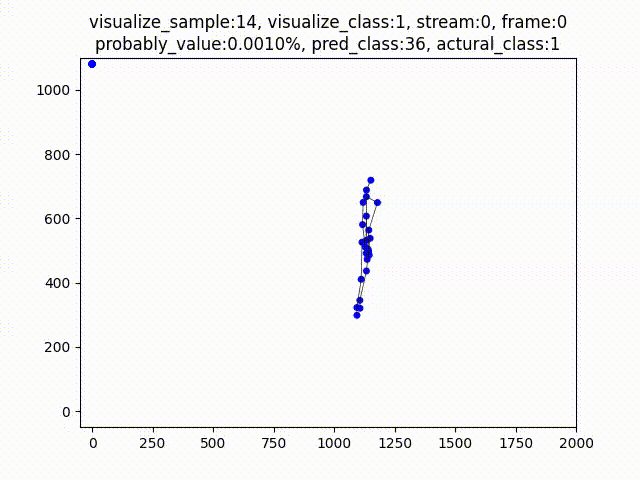 visualize_sample:14, visualize_class:1, stream:0, frame:0
probably_value:0.0010%, pred_class:36, actural_class:1
1000
800
600
400
200
0
0 250 500 750 1000 1250 1500 1750 2000